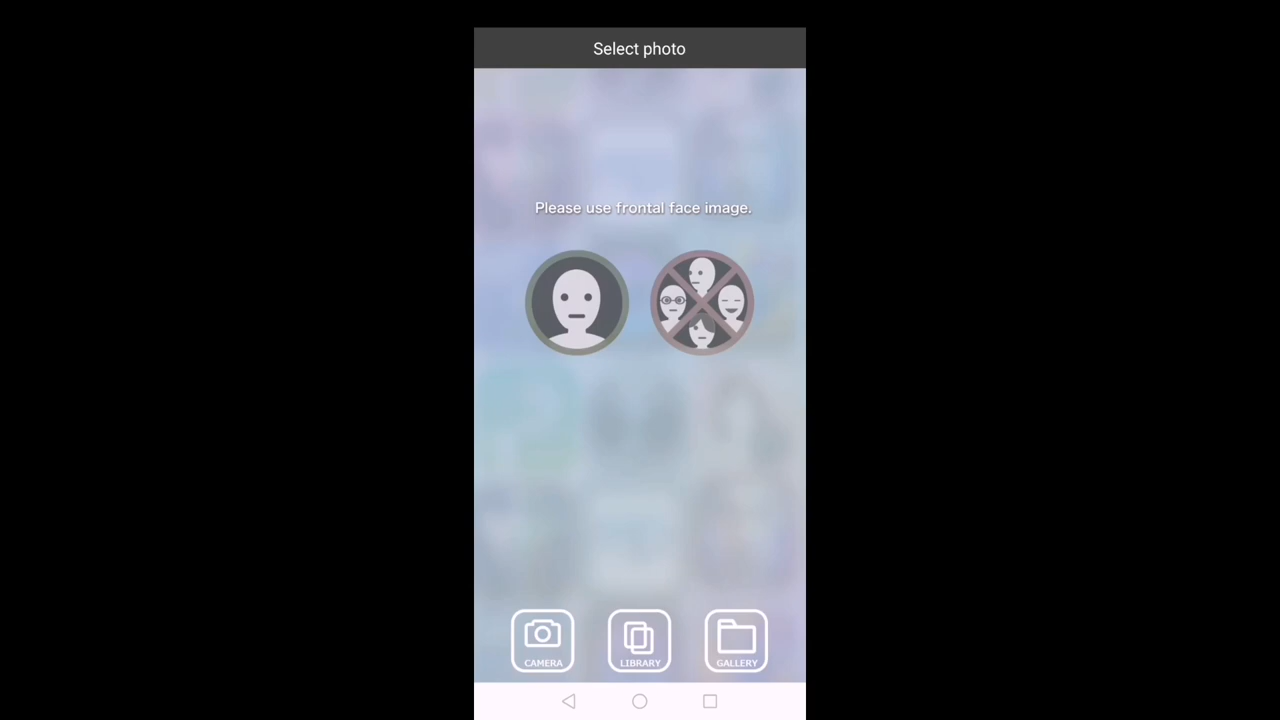 Select photo
Please use frontal face image.
CAMERA
LIBRARY
GALLERY